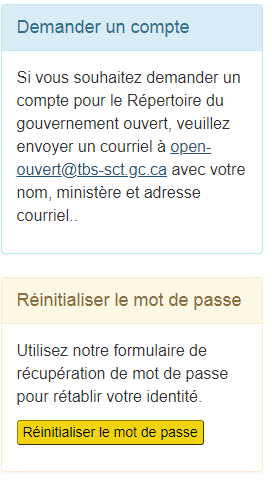 Demander un compte
Si vous souhaitez demander un
compte pour le Répertoire du
gouvernement ouvert, veuillez
envoyer un courriel à open-
ouvert@tbs-sct.gc.ca avec votre
nom, ministère et adresse
courriel..
Réinitialiser le mot de passe
Utilisez notre formulaire de
récupération de mot de passe
pour rétablir votre identité.
Réinitialiser le mot de passe